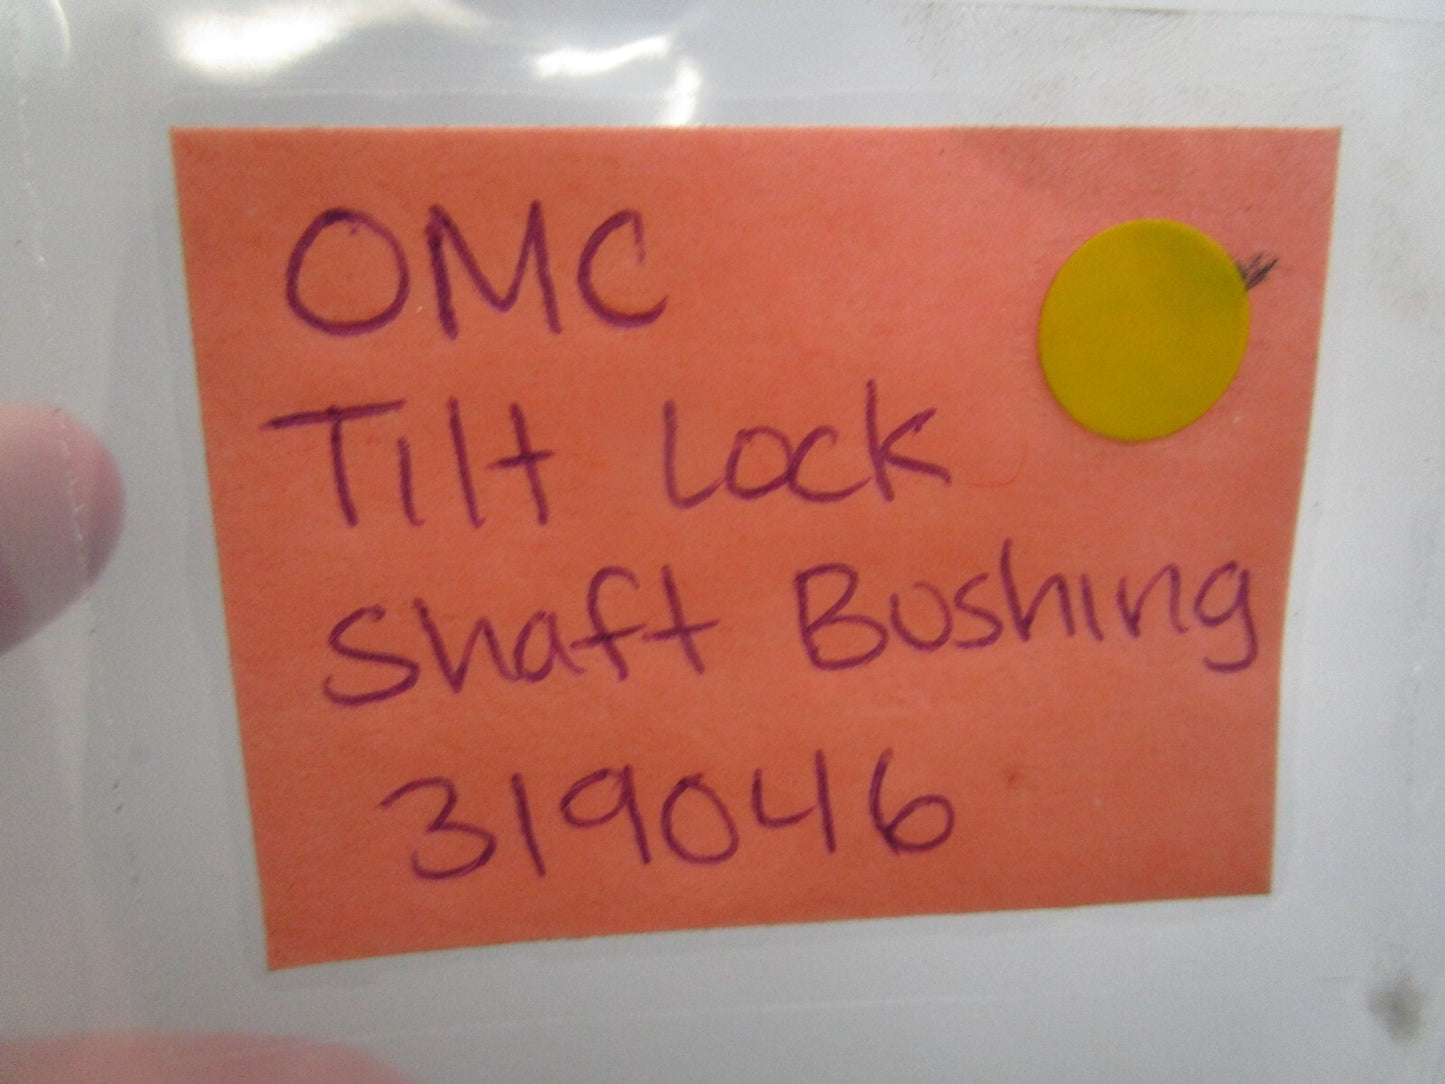 OMC
Tilt Lock
Shaft Bushing
319046